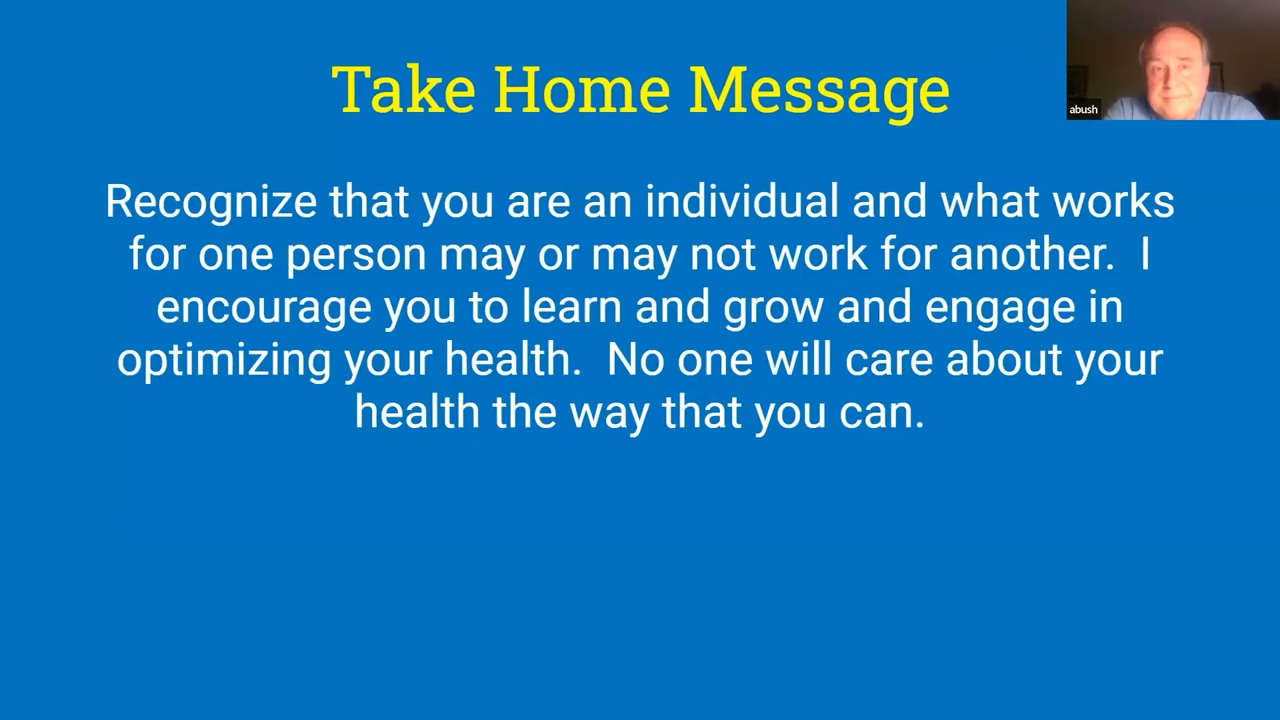 Take Home Message
abush
Recognize that you are an individual and what works
for one person may or may not work for another.  I
encourage you to learn and grow and engage in
optimizing your health.  No one will care about your
health the way that you can.